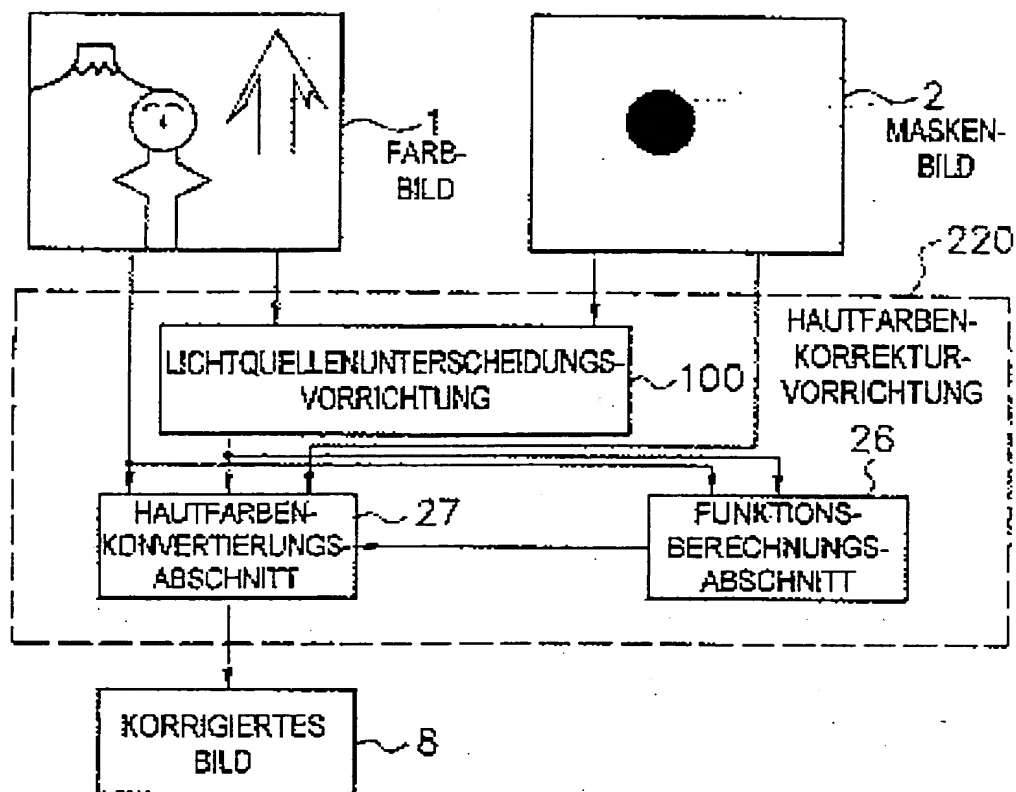 1
FARB-
BILD
2
MASKEN-
BILD
220
HAUTFARBEN-
KORREKTUR-
VORRICHTUNG
LICHTQUELLENUNTERSCHEIDUNGS-
VORRICHTUNG
100
26
HAUTFARBEN-
KONVERTIERUNGS-
ABSCHNITT
27
FUNKTIONS-
BERECHNUNGS-
ABSCHNITT
KORRIGIERTES
BILD
8